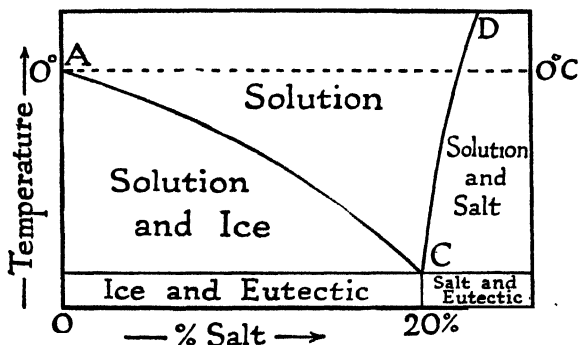 D
A
0°
0°C
Solution
Solution
and
Salt
Solution
and Ice
C
Ice and Eutectic
Salt and
Eutectic
0
20%
% Salt
Temperature